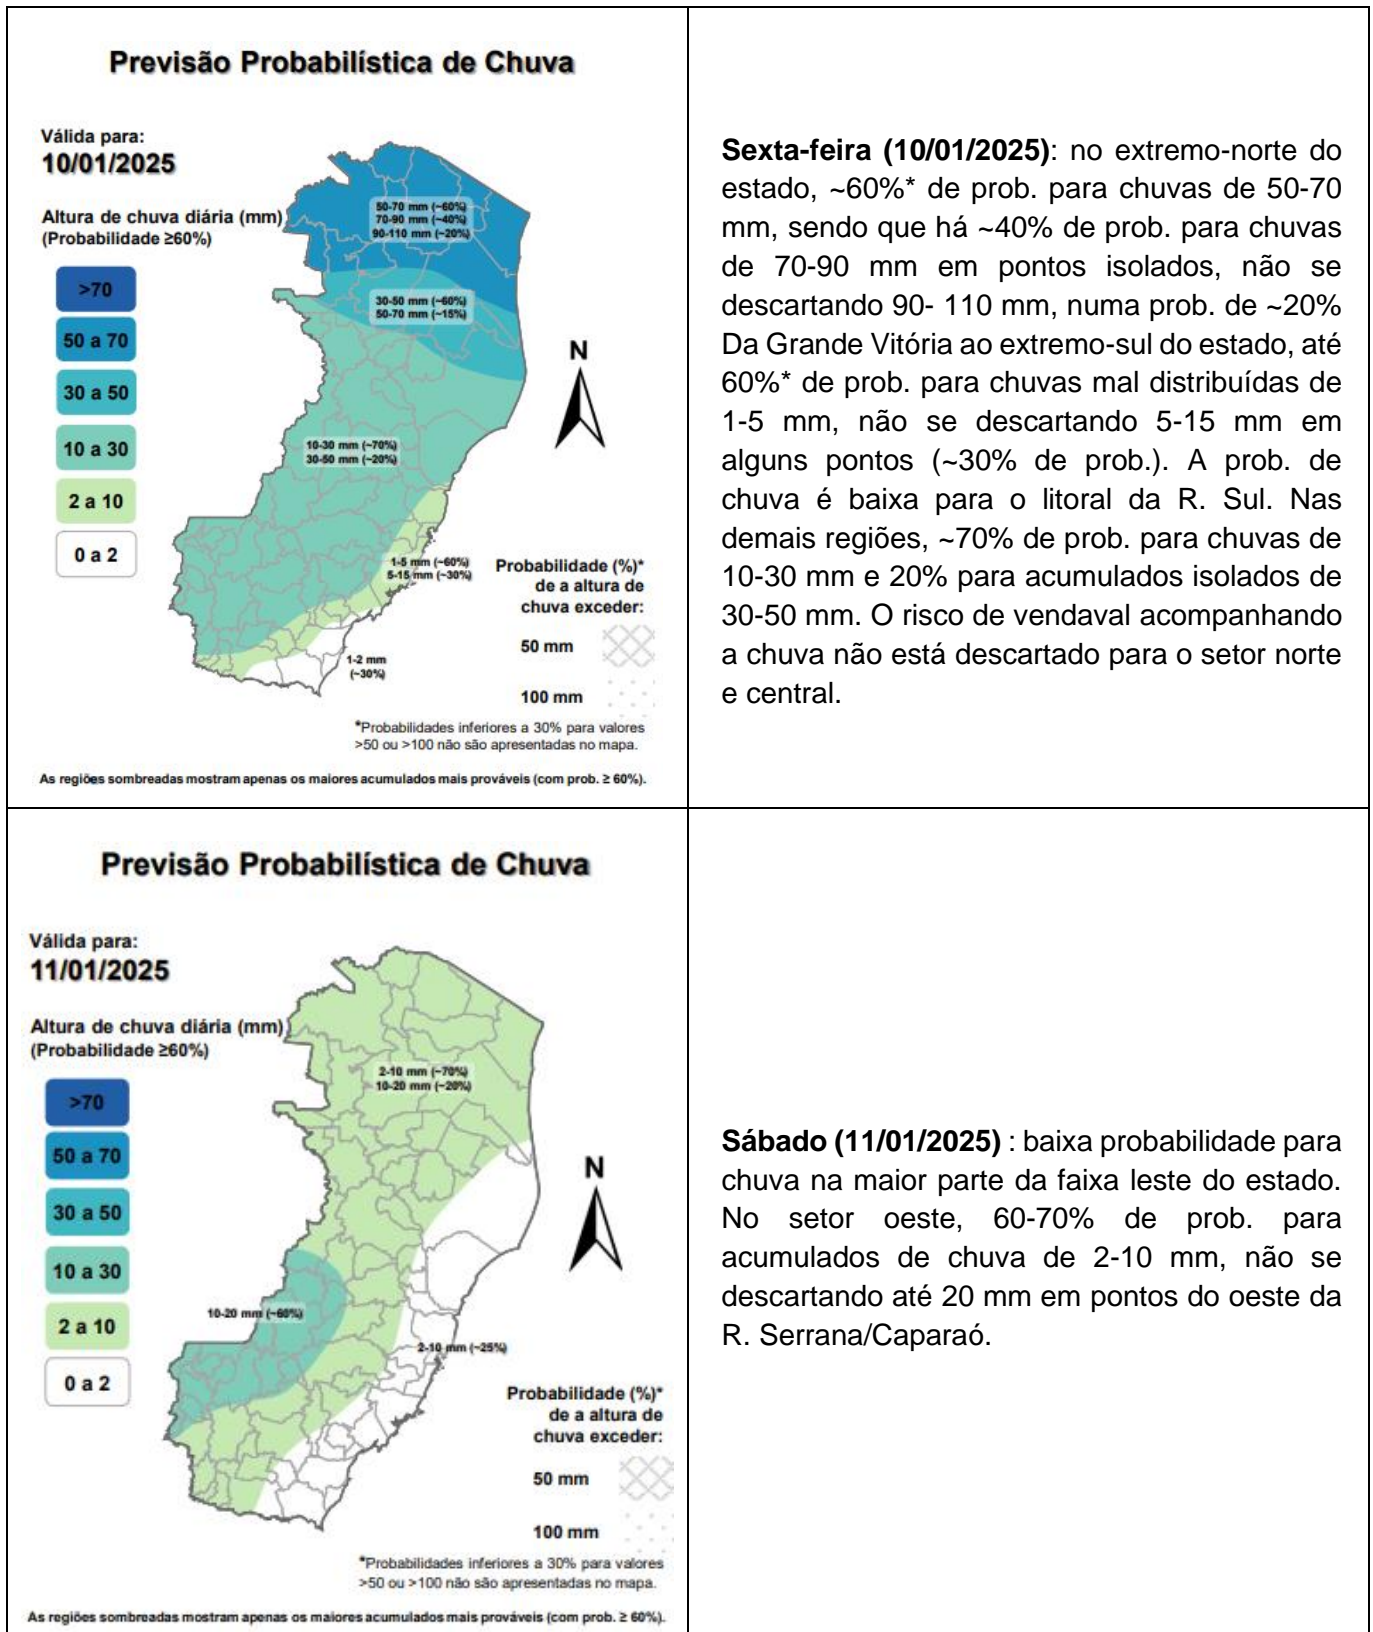 Previsão Probabilística de Chuva
Válida para:
10/01/2025
Altura de chuva diária (mm)
(Probabilidade ≥60%)
>70
50 a 70
30 a 50
10 a 30
2 a 10
0 a 2
50-70 mm (~60%)
70-90 mm (~40%)
90-110 mm (~20%)
30-50 mm (~60%)
50-70 mm (~15%)
10-30 mm (~70%)
30-50 mm (~20%)
1-5 mm (~60%)
5-15 mm (~30%)
1-2 mm
(~30%)
N
Probabilidade (%)*
de a altura de
chuva exceder:
50 mm
100 mm
*Probabilidades inferiores a 30% para valores
>50 ou >100 não são apresentadas no mapa.
As regiões sombreadas mostram apenas os maiores acumulados mais prováveis (com prob. ≥ 60%).
Sexta-feira (10/01/2025): no extremo-norte do
estado, ~60%* de prob. para chuvas de 50-70
mm, sendo que há ~40% de prob. para chuvas
de 70-90 mm em pontos isolados, não se
descartando 90- 110 mm, numa prob. de ~20%
Da Grande Vitória ao extremo-sul do estado, até
60%* de prob. para chuvas mal distribuídas de
1-5 mm, não se descartando 5-15 mm em
alguns pontos (~30% de prob.). A prob. de
chuva é baixa para o litoral da R. Sul. Nas
demais regiões, ~70% de prob. para chuvas de
10-30 mm e 20% para acumulados isolados de
30-50 mm. O risco de vendaval acompanhando
a chuva não está descartado para o setor norte
e central.
Previsão Probabilística de Chuva
Válida para:
11/01/2025
Altura de chuva diária (mm)
(Probabilidade ≥60%)
>70
50 a 70
30 a 50
10 a 30
2 a 10
0 a 2
2-10 mm (~70%)
10-20 mm (~20%)
10-20 mm (~60%)
2-10 mm (~25%)
N
Probabilidade (%)*
de a altura de
chuva exceder:
50 mm
100 mm
*Probabilidades inferiores a 30% para valores
>50 ou >100 não são apresentadas no mapa.
As regiões sombreadas mostram apenas os maiores acumulados mais prováveis (com prob. ≥ 60%).
Sábado (11/01/2025) : baixa probabilidade para
chuva na maior parte da faixa leste do estado.
No setor oeste, 60-70% de prob. para
acumulados de chuva de 2-10 mm, não se
descartando até 20 mm em pontos do oeste da
R. Serrana/Caparaó.